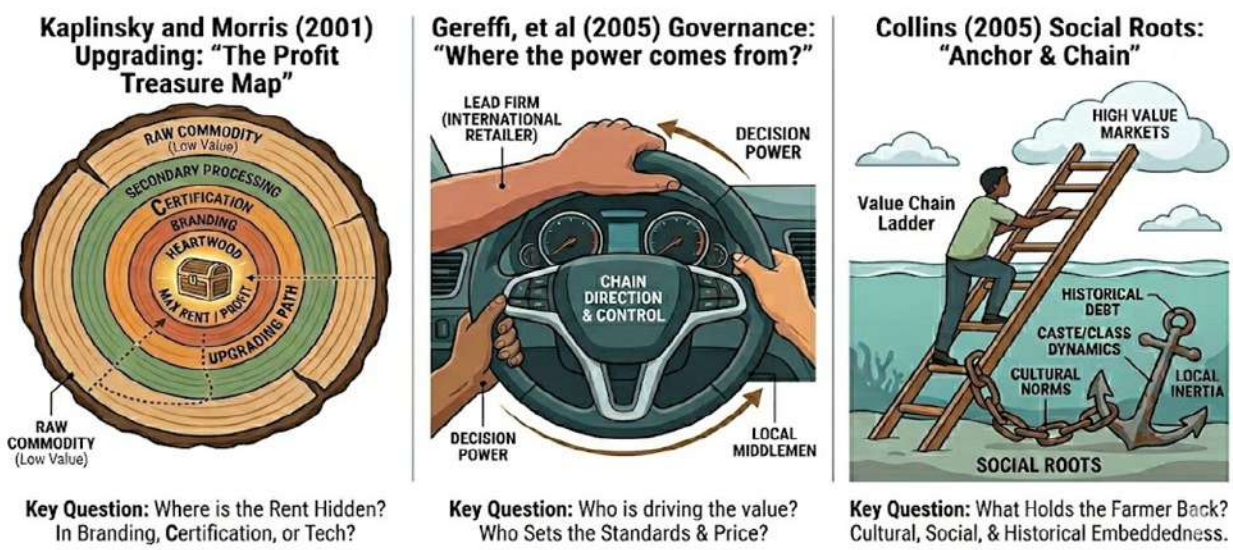 Kaplinsky and Morris (2001)
Upgrading: “The Profit
Treasure Map”
RAW COMMODITY
(Low Value)
SECONDARY PROCESSING
CERTIFICATION
BRANDING
HEARTWOOD
MAX RENT / PROFIT
UPGRADING PATH
RAW
COMMODITY
(Low Value)
Key Question: Where is the Rent Hidden?
In Branding, Certification, or Tech?
Gereffi, et al (2005) Governance:
“Where the power comes from?”
LEAD FIRM
(INTERNATIONAL
RETAILER)
DECISION
POWER
CHAIN
DIRECTION
& CONTROL
DECISION
POWER
LOCAL
MIDDLEMEN
Key Question: Who is driving the value?
Who Sets the Standards & Price?
Collins (2005) Social Roots:
“Anchor & Chain”
HIGH VALUE
MARKETS
Value Chain
Ladder
HISTORICAL
DEBT
CASTE/CLASS
DYNAMICS
CULTURAL
NORMS
LOCAL
INERTIA
SOCIAL ROOTS
Key Question: What Holds the Farmer Back?
Cultural, Social, & Historical Embeddedness.